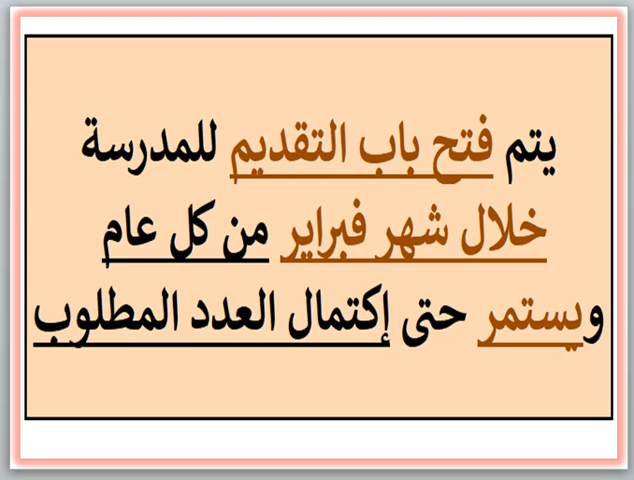 يتم فتح باب التقديم للمدرسة
خلال شهر فبراير من كل عام
ويستمر حتى إكتمال العدد المطلوب